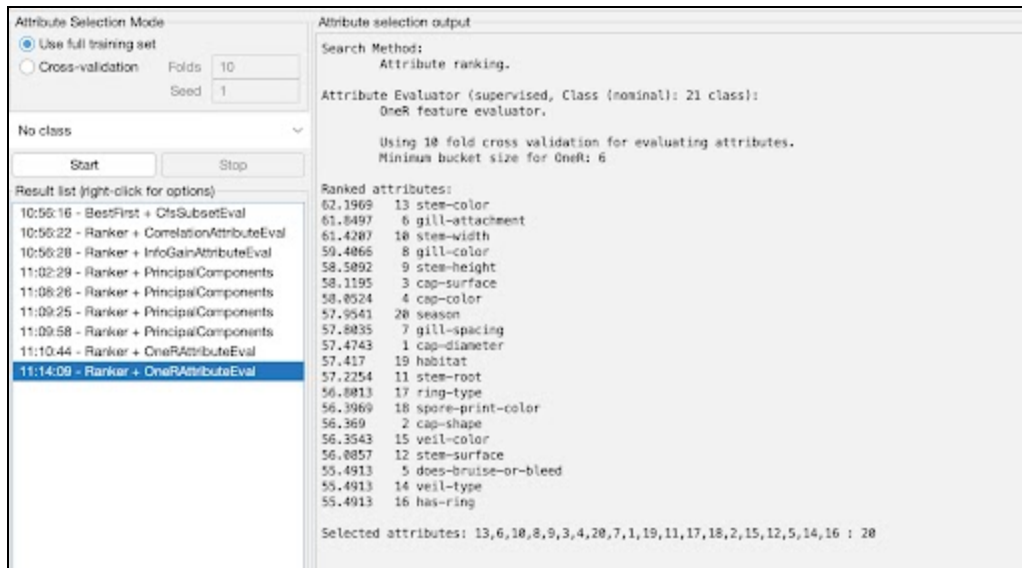 Attribute Selection Mode
Use full training set
Cross-validation Folds 10
Seed 1
No class
Start Stop
Result list (right-click for options)
10:56:16 - BestFirst + CfsSubsetEval
10:56:22 - Ranker + CorrelationAttributeEval
10:56:28 - Ranker + InfoGainAttributeEval
11:02:29 - Ranker + PrincipalComponents
11:08:26 - Ranker + PrincipalComponents
11:09:25 - Ranker + PrincipalComponents
11:09:58 - Ranker + PrincipalComponents
11:10:44 - Ranker + OneRAttributeEval
11:14:09 - Ranker + OneRAttributeEval
Attribute selection output
Search Method:
Attribute ranking.
Attribute Evaluator (supervised, Class (nominal): 21 class):
OneR feature evaluator.
Using 10 fold cross validation for evaluating attributes.
Minimum bucket size for OneR: 6
Ranked attributes:
62.1969 13 stem-color
61.8497 6 gill-attachment
61.4207 10 stem-width
59.4066 8 gill-color
58.5092 9 stem-height
58.1195 3 cap-surface
58.0524 4 cap-color
57.9541 20 season
57.8035 7 gill-spacing
57.4743 1 cap-diameter
57.417 19 habitat
57.2254 11 stem-root
56.8013 17 ring-type
56.3969 18 spore-print-color
56.369 2 cap-shape
56.3543 15 veil-color
56.0857 12 stem-surface
55.4913 5 does-bruise-or-bleed
55.4913 14 veil-type
55.4913 16 has-ring
Selected attributes: 13,6,10,8,9,3,4,20,7,1,19,11,17,18,2,15,12,5,14,16 : 20